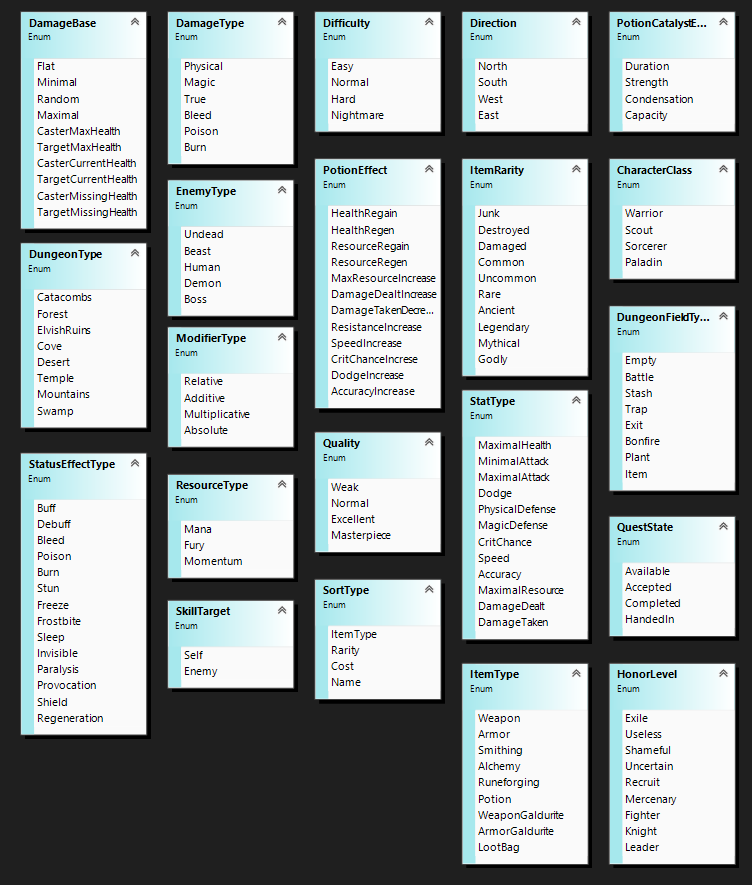 DamageBase
Enum
Flat
Minimal
Random
Maximal
CasterMaxHealth
TargetMaxHealth
CasterCurrentHealth
TargetCurrentHealth
CasterMissingHealth
TargetMissingHealth
DungeonType
Enum
Catacombs
Forest
ElvishRuins
Cove
Desert
Temple
Mountains
Swamp
StatusEffectType
Enum
Buff
Debuff
Bleed
Poison
Burn
Stun
Freeze
Frostbite
Sleep
Invisible
Paralysis
Provocation
Shield
Regeneration
DamageType
Enum
Physical
Magic
True
Bleed
Poison
Burn
EnemyType
Enum
Undead
Beast
Human
Demon
Boss
ModifierType
Enum
Relative
Additive
Multiplicative
Absolute
ResourceType
Enum
Mana
Fury
Momentum
SkillTarget
Enum
Self
Enemy
Difficulty
Enum
Easy
Normal
Hard
Nightmare
PotionEffect
Enum
HealthRegain
HealthRegen
ResourceRegain
ResourceRegen
MaxResourceIncrease
DamageDealtIncrease
DamageTakenDecre...
ResistanceIncrease
SpeedIncrease
CritChanceIncrese
DodgeIncrease
AccuracyIncrease
Quality
Enum
Weak
Normal
Excellent
Masterpiece
SortType
Enum
ItemType
Rarity
Cost
Name
Direction
Enum
North
South
West
East
ItemRarity
Enum
Junk
Destroyed
Damaged
Common
Uncommon
Rare
Ancient
Legendary
Mythical
Godly
StatType
Enum
MaximalHealth
MinimalAttack
MaximalAttack
Dodge
PhysicalDefense
MagicDefense
CritChance
Speed
Accuracy
MaximalResource
DamageDealt
DamageTaken
ItemType
Enum
Weapon
Armor
Smithing
Alchemy
Runeforging
Potion
WeaponGaldurite
ArmorGaldurite
LootBag
PotionCatalystE...
Enum
Duration
Strength
Condensation
Capacity
CharacterClass
Enum
Warrior
Scout
Sorcerer
Paladin
DungeonFieldTy...
Enum
Empty
Battle
Stash
Trap
Exit
Bonfire
Plant
Item
QuestState
Enum
Available
Accepted
Completed
HandedIn
HonorLevel
Enum
Exile
Useless
Shameful
Uncertain
Recruit
Mercenary
Fighter
Knight
Leader